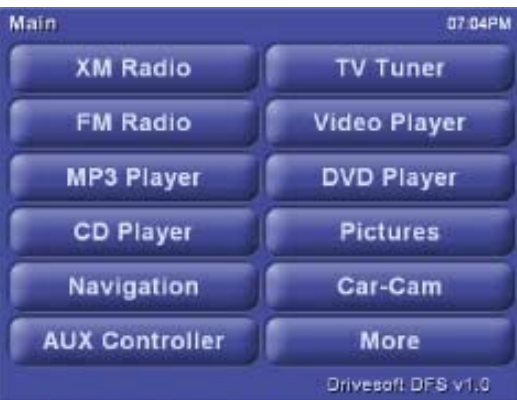 Main 07:04PM
XM Radio TV Tuner
FM Radio Video Player
MP3 Player DVD Player
CD Player Pictures
Navigation Car-Cam
AUX Controller More
Drivesoft DFS v1.0